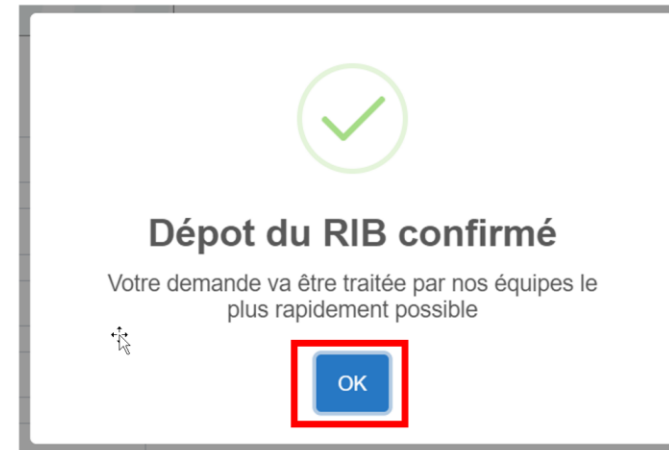 Dépot du RIB confirmé
Votre demande va être traitée par nos équipes le
plus rapidement possible
OK